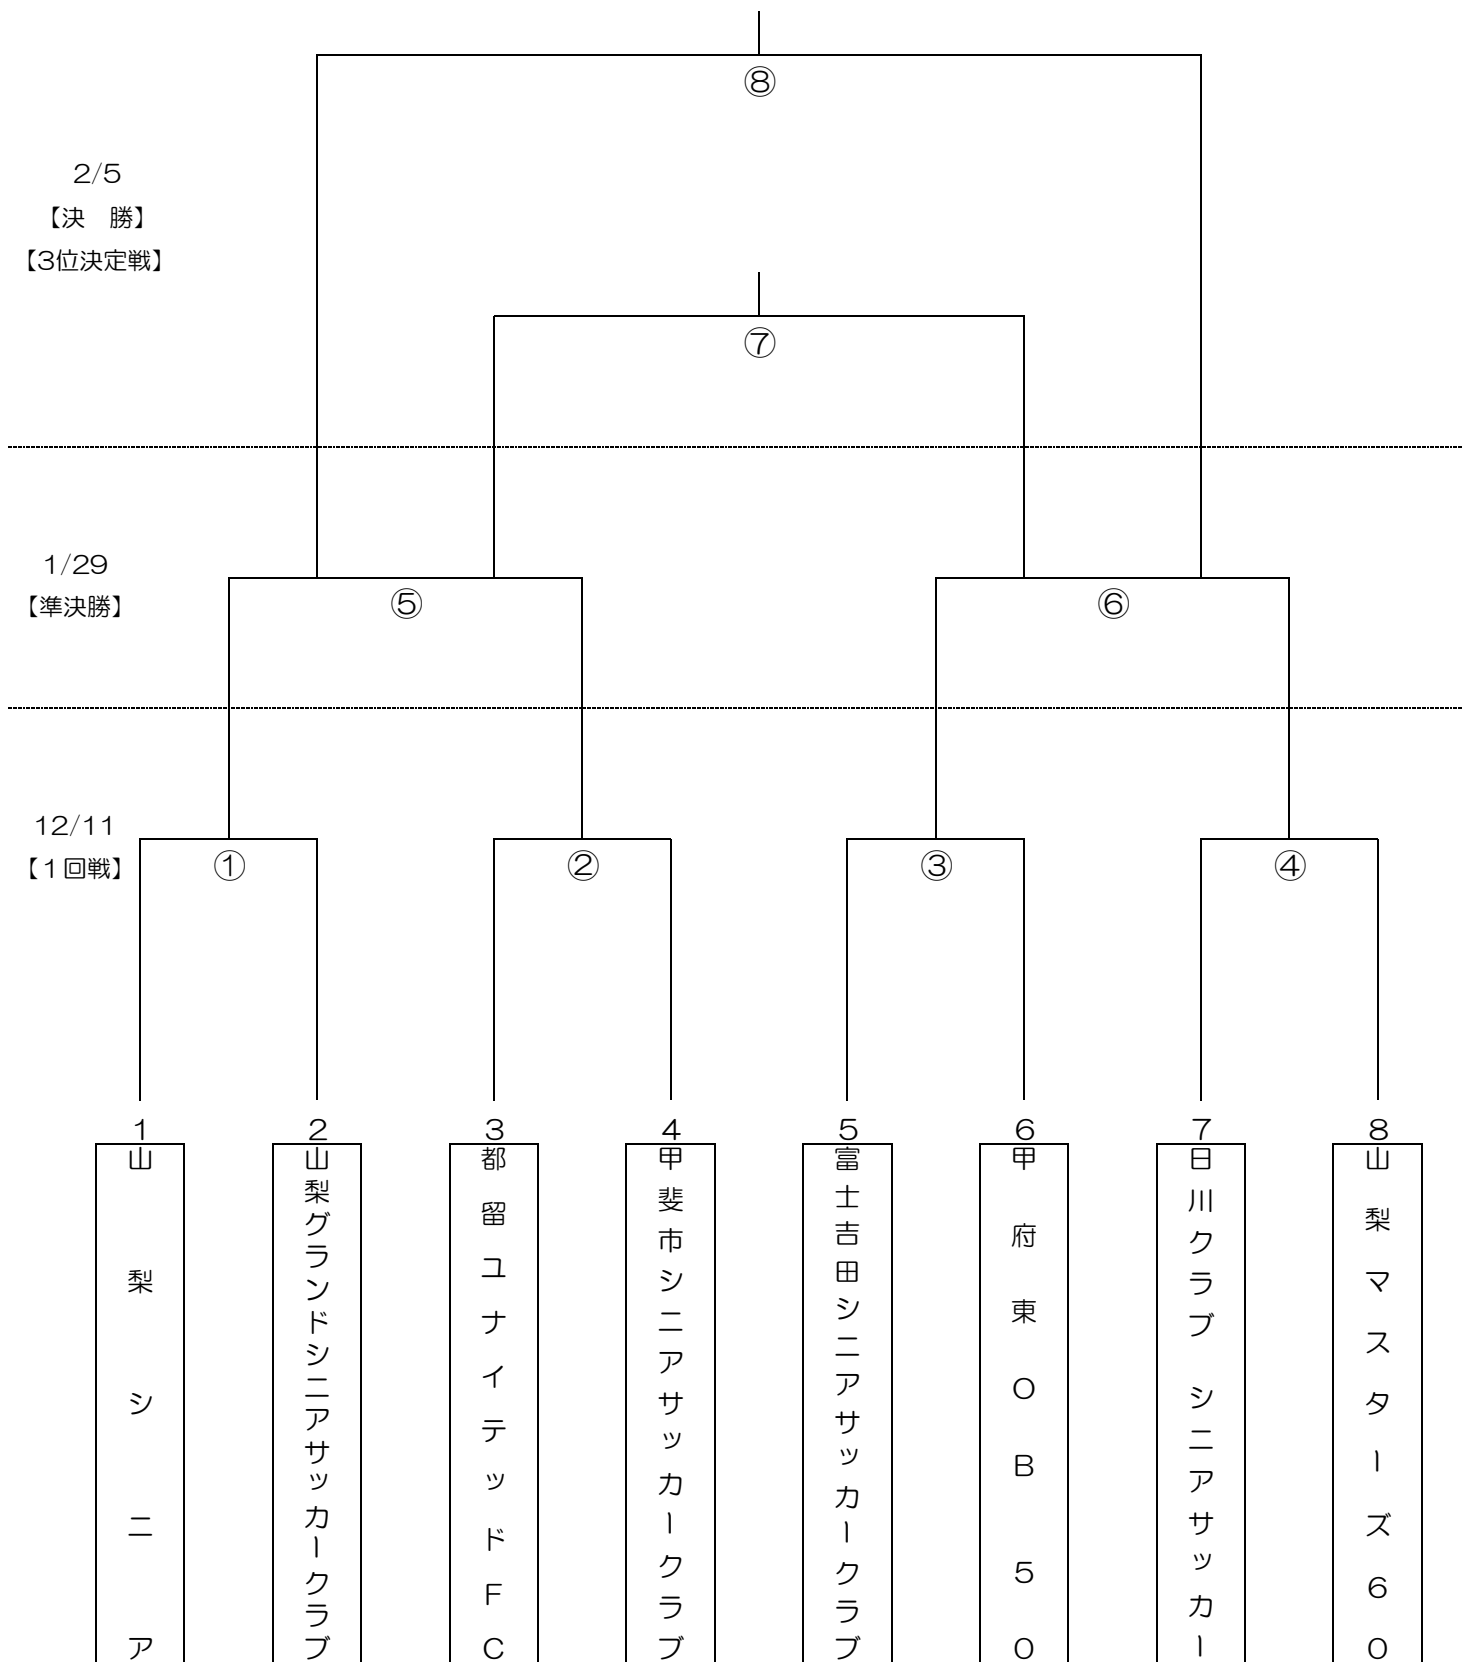 ⑧
2/5
【決　勝】
【3位決定戦】
⑦
1/29
【準決勝】
⑤
⑥
12/11
【１回戦】
①
②
③
④
1
山梨シニア
2
山梨グランドシニアサッカークラブ
3
都留ユナイテッドFC
4
甲斐市シニアサッカークラブ
5
富士吉田シニアサッカークラブ
6
甲府東OB50
7
日川クラブ　シニアサッカー
8
山梨マスターズ60